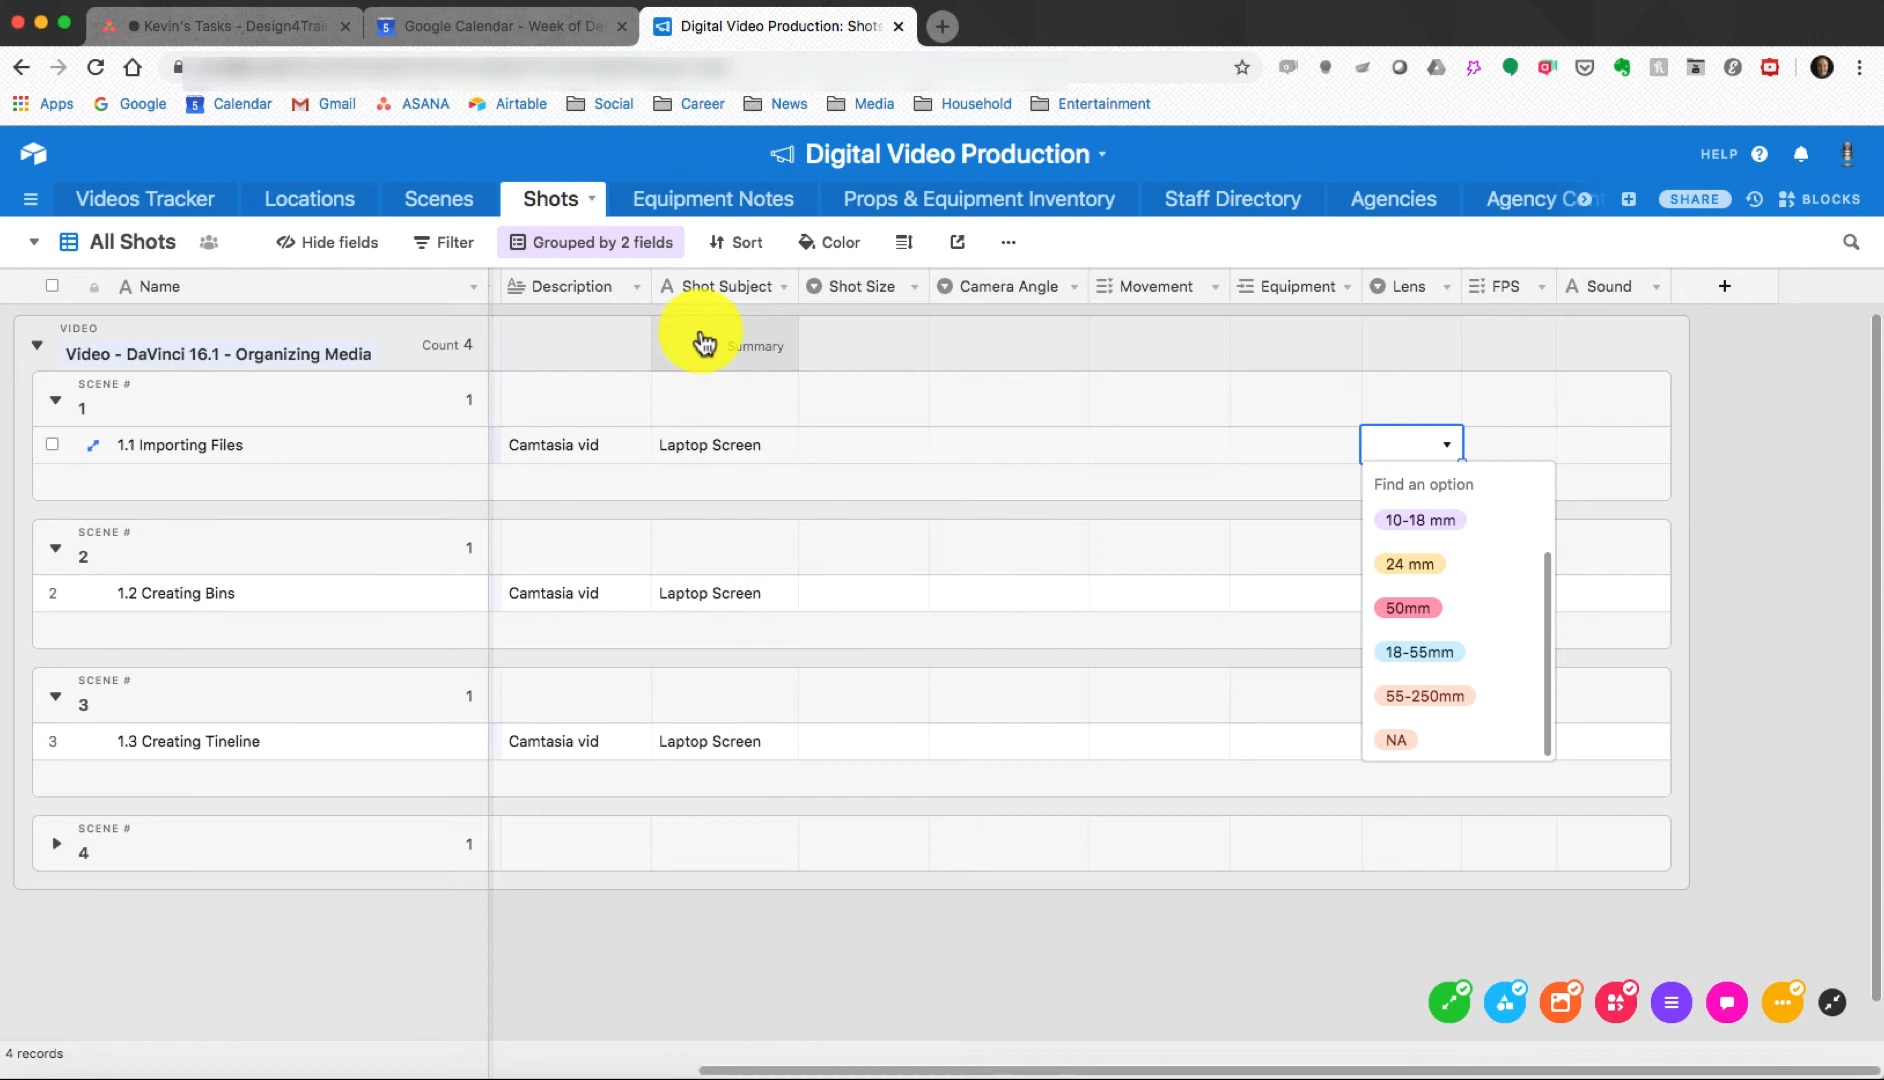 Kevin's Tasks - Design4Trai
Google Calendar - Week of De
Digital Video Production: Shots
Apps
Google
Calendar
Gmail
ASANA
Airtable
Social
Career
News
Media
Household
Entertainment
Digital Video Production
HELP
Videos Tracker
Locations
Scenes
Shots
Equipment Notes
Props & Equipment Inventory
Staff Directory
Agencies
Agency
SHARE
BLOCKS
All Shots
Hide fields
Filter
Grouped by 2 fields
Sort
Color
Name
Description
Shot Subject
Shot Size
Camera Angle
Movement
Equipment
Lens
FPS
Sound
VIDEO
Video - DaVinci 16.1 - Organizing Media
Count 4
Summary
SCENE #
1
1
1.1 Importing Files
Camtasia vid
Laptop Screen
Find an option
10-18 mm
24 mm
50mm
18-55mm
55-250mm
NA
SCENE #
2
1
2
1.2 Creating Bins
Camtasia vid
Laptop Screen
SCENE #
3
1
3
1.3 Creating Tineline
Camtasia vid
Laptop Screen
SCENE #
4
1
4 records